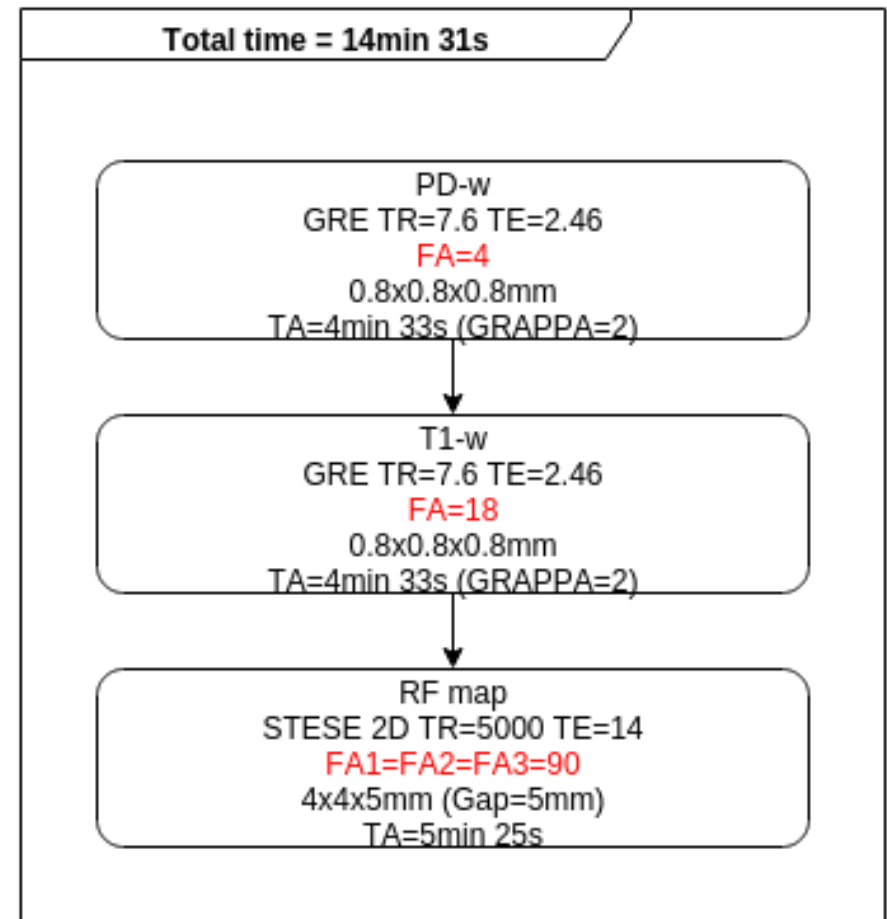 Total time = 14min 31s
PD-w
GRE TR=7.6 TE=2.46
FA=4
0.8x0.8x0.8mm
TA=4min 33s (GRAPPA=2)
T1-w
GRE TR=7.6 TE=2.46
FA=18
0.8x0.8x0.8mm
TA=4min 33s (GRAPPA=2)
RF map
STESE 2D TR=5000 TE=14
FA1=FA2=FA3=90
4x4x5mm (Gap=5mm)
TA=5min 25s